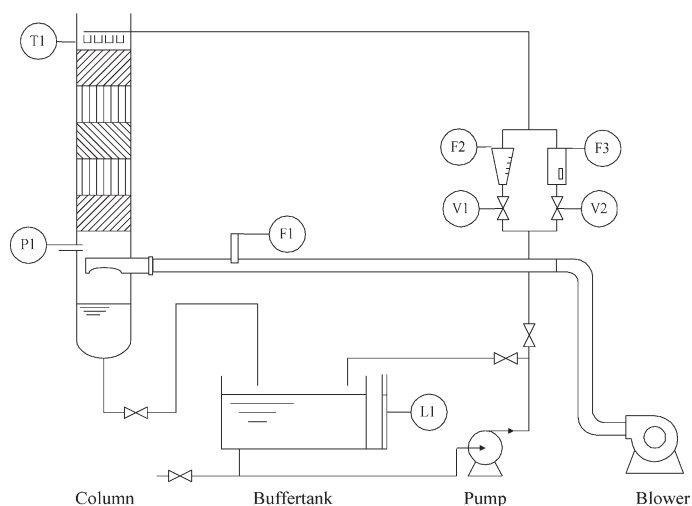 T1
F2
F3
V1
V2
P1
F1
L1
Column
Buffertank
Pump
Blower